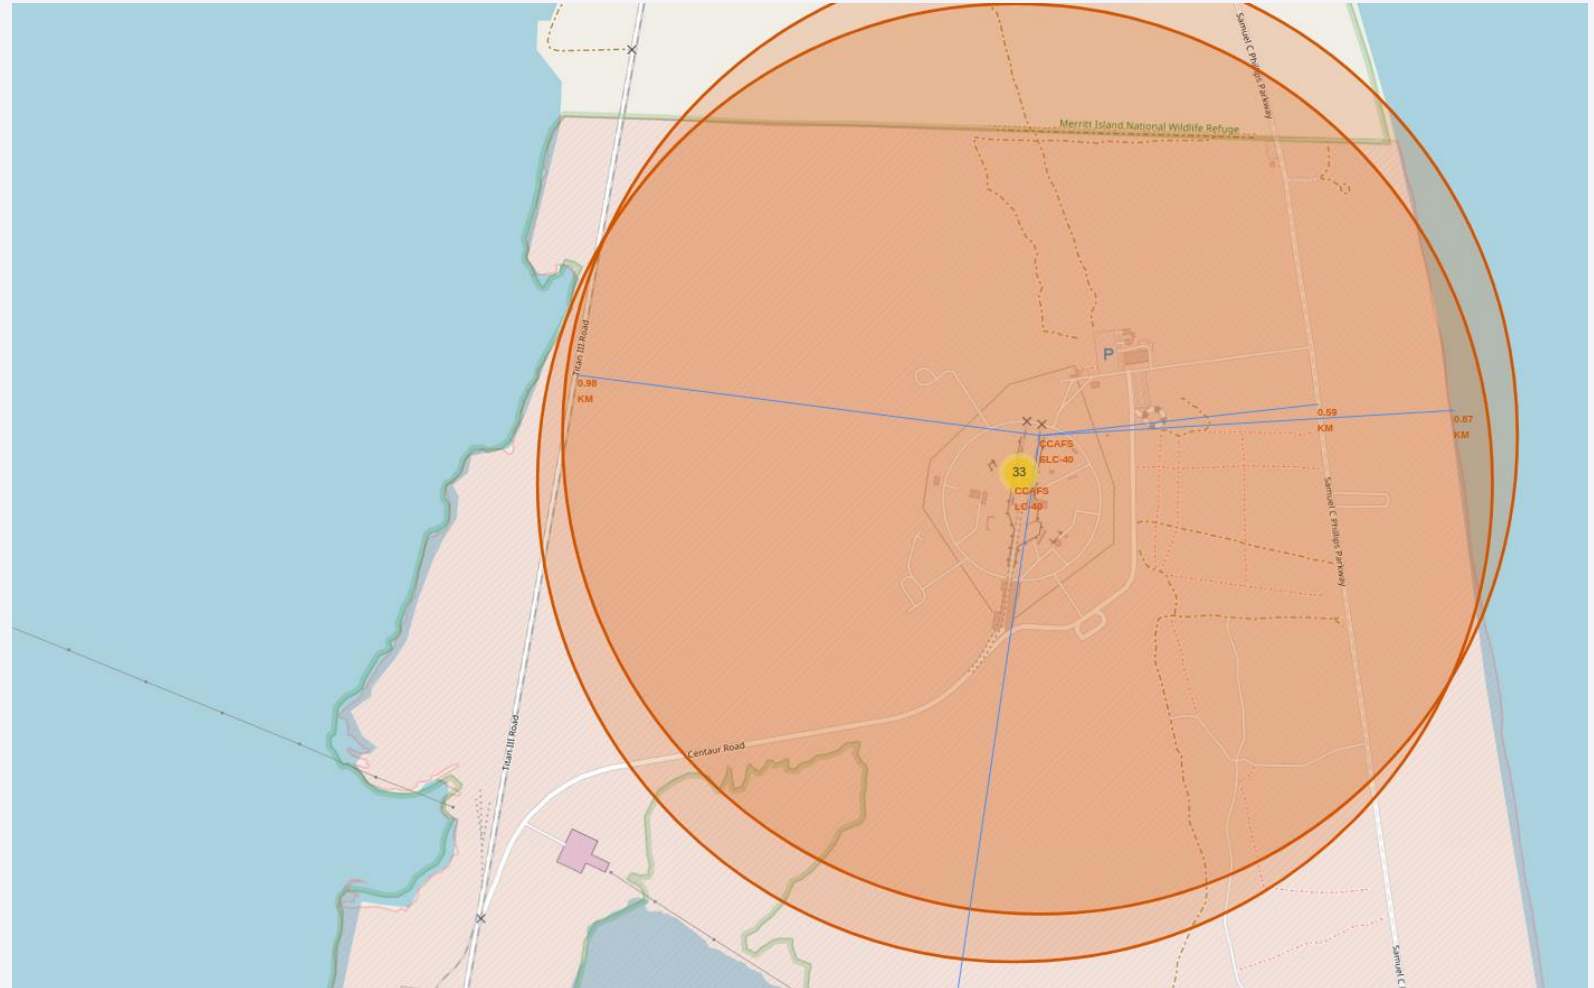 Samuel C Phillips Parkway
Merritt Island National Wildlife Refuge
Titan III Road
P
0.98
KM
0.59
KM
0.87
KM
CCAFS
SLC-40
33
CCAFS
LC-40
Samuel C Phillips Parkway
Titan III Road
Centaur Road
Samuel C